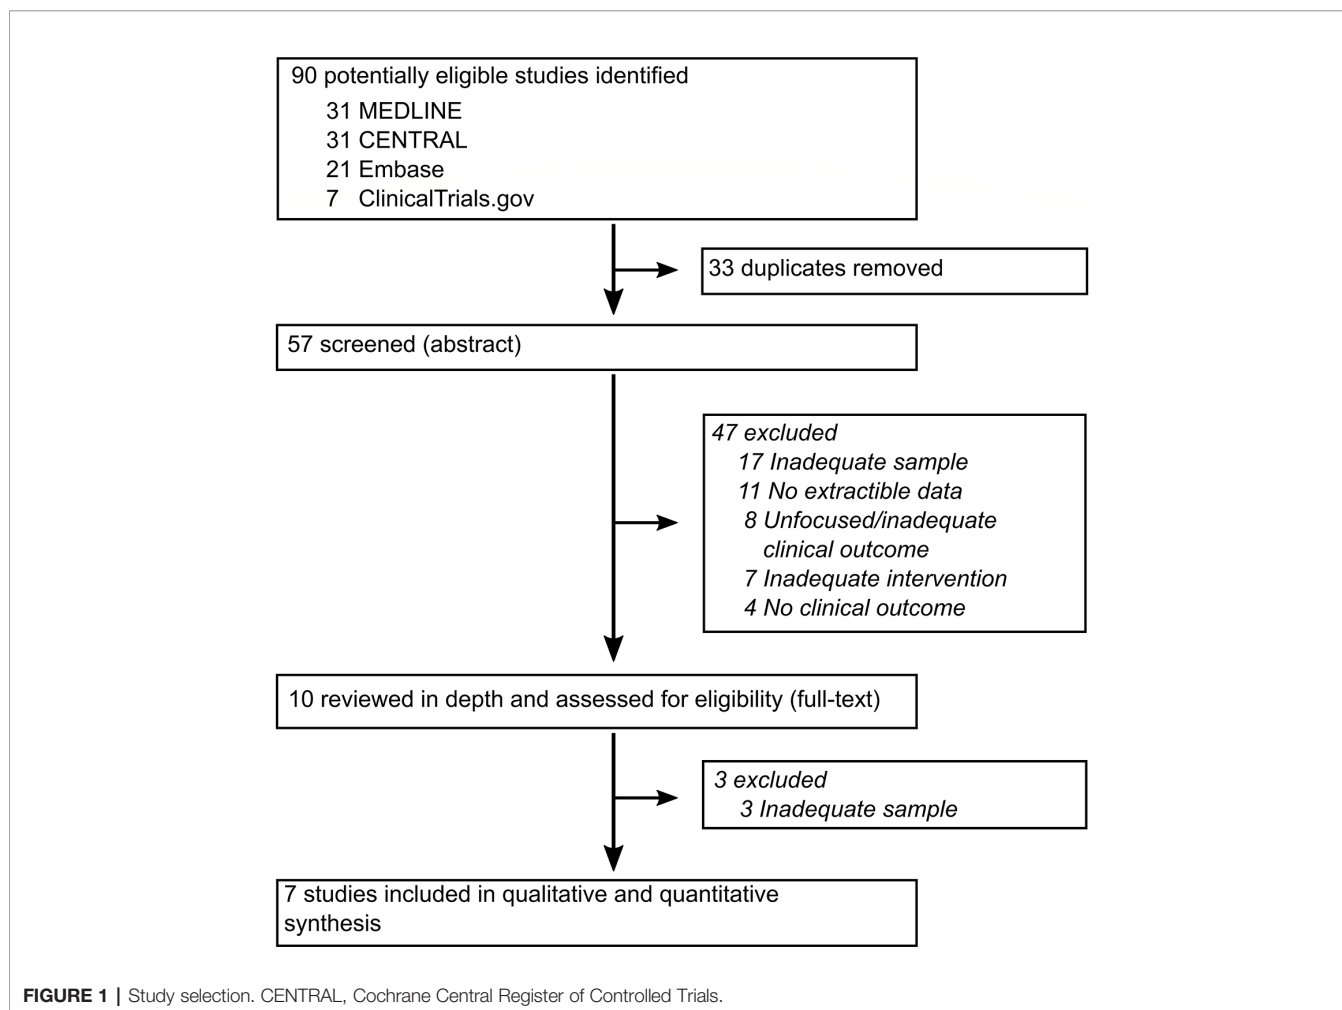 90 potentially eligible studies identified
31 MEDLINE
31 CENTRAL
21 Embase
7 ClinicalTrials.gov
33 duplicates removed
57 screened (abstract)
47 excluded
17 Inadequate sample
11 No extractible data
8 Unfocused/inadequate
clinical outcome
7 Inadequate intervention
4 No clinical outcome
10 reviewed in depth and assessed for eligibility (full-text)
3 excluded
3 Inadequate sample
7 studies included in qualitative and quantitative
synthesis
FIGURE 1 | Study selection. CENTRAL, Cochrane Central Register of Controlled Trials.